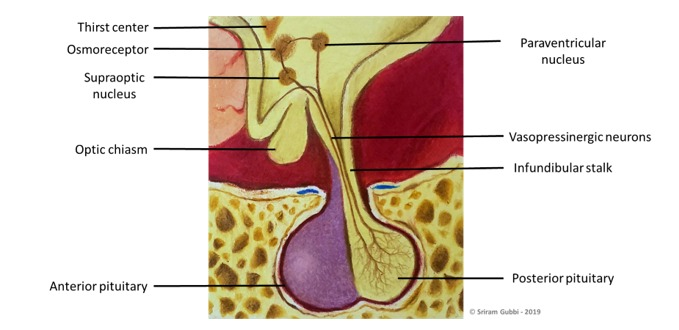 Thirst center
Osmoreceptor
Supraoptic
nucleus
Optic chiasm
Anterior pituitary
Paraventricular
nucleus
Vasopressinergic neurons
Infundibular stalk
Posterior pituitary
© Sriram Gubbi - 2019